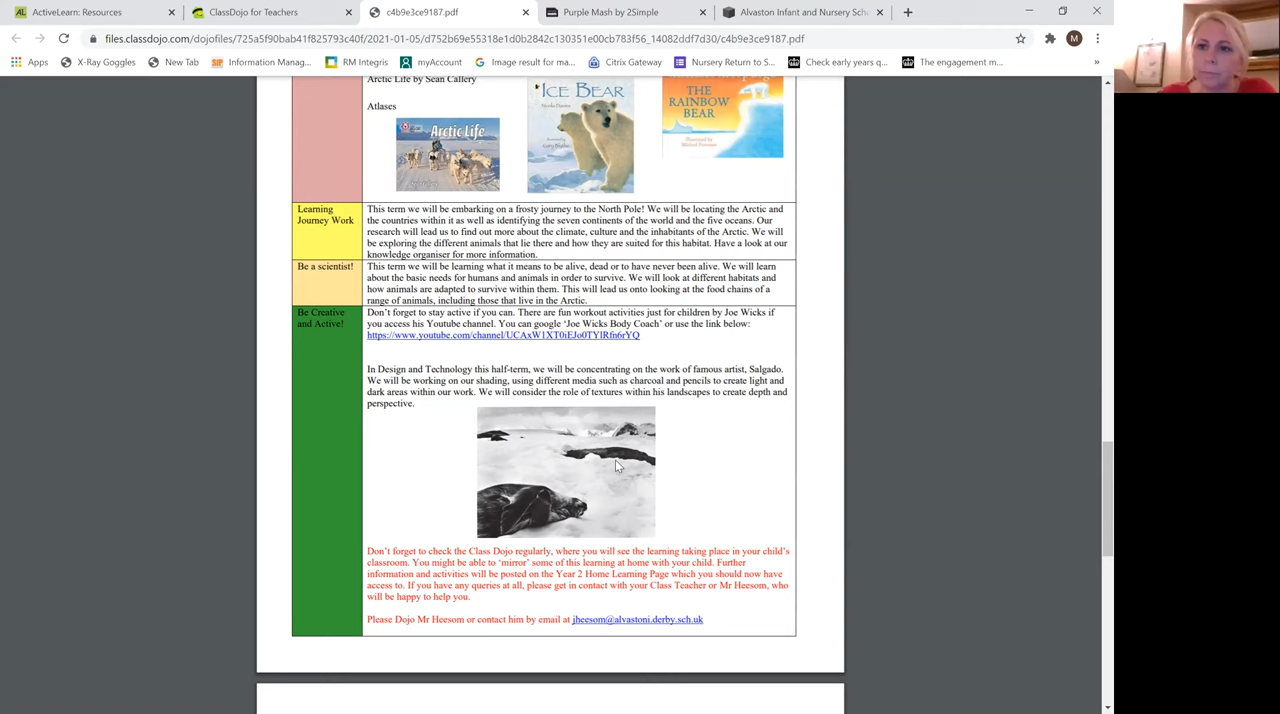 ActiveLearn: Resources
ClassDojo for Teachers
c4b9e3ce9187.pdf
Purple Mash by 2Simple
Alvaston Infant and Nursery Sch
files.classdojo.com/dojofiles/725a5f90bab41f825793c40f/2021-01-05/d752b69e55318e1d0b2842c130351e00cb783f56_14082ddf7d30/c4b9e3ce9187.pdf
M
Apps
X-Ray Goggles
New Tab
Information Manag...
RM Integris
myAccount
Image result for ma...
Citrix Gateway
Nursery Return to S...
Check early years q...
The engagement m...
Arctic Life by Sean Callery
Atlases
Arctic Life
ICE BEAR
Nicola Davies
THE
RAINBOW
BEAR
Illustrated by
Michael Foreman
Learning
Journey Work
This term we will be embarking on a frosty journey to the North Pole! We will be locating the Arctic and
the countries within it as well as identifying the seven continents of the world and the five oceans. Our
research will lead us to find out more about the climate, culture and the inhabitants of the Arctic. We will
be exploring the different animals that lie there and how they are suited for this habitat. Have a look at our
knowledge organiser for more information.
Be a scientist!
This term we will be learning what it means to be alive, dead or to have never been alive. We will learn
about the basic needs for humans and animals in order to survive. We will look at different habitats and
how animals are adapted to survive within them. This will lead us onto looking at the food chains of a
range of animals, including those that live in the Arctic.
Be Creative
and Active!
Don't forget to stay active if you can. There are fun workout activities just for children by Joe Wicks if
you access his Youtube channel. You can google 'Joe Wicks Body Coach' or use the link below:
https://www.youtube.com/channel/UCAxW1XT0iEJo0TYlRfn6rYQ
In Design and Technology this half-term, we will be concentrating on the work of famous artist, Salgado.
We will be working on our shading, using different media such as charcoal and pencils to create light and
dark areas within our work. We will consider the role of textures within his landscapes to create depth and
perspective.
Don't forget to check the Class Dojo regularly, where you will see the learning taking place in your child's
classroom. You might be able to 'mirror' some of this learning at home with your child. Further
information and activities will be posted on the Year 2 Home Learning Page which you should now have
access to. If you have any queries at all, please get in contact with your Class Teacher or Mr Heesom, who
will be happy to help you.
Please Dojo Mr Heesom or contact him by email at jheesom@alvastoni.derby.sch.uk